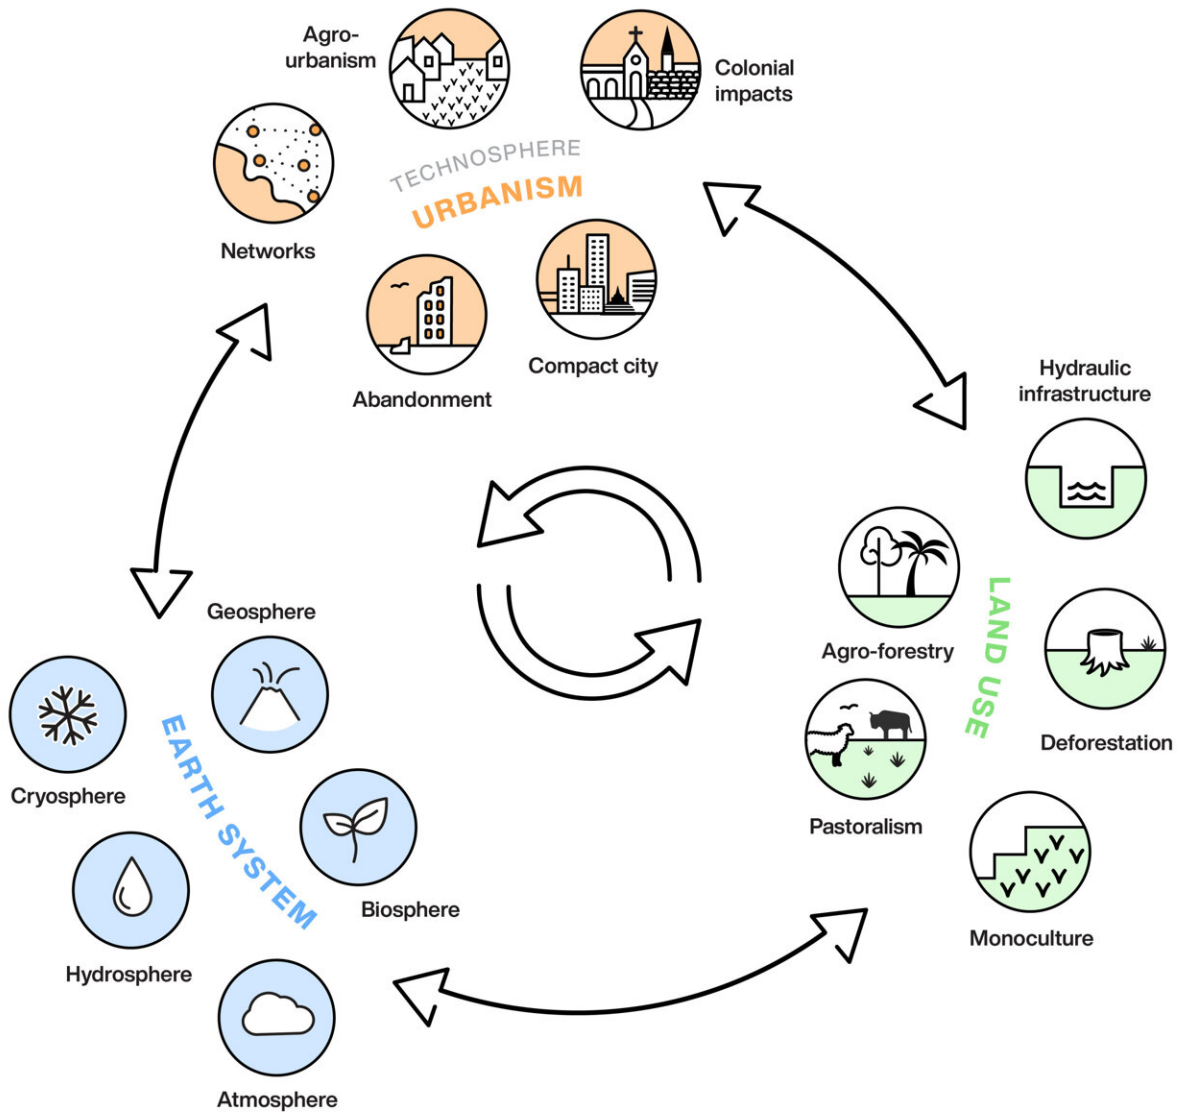 Agro-
urbanism
Colonial
impacts
TECHNOSPHERE
URBANISM
Networks
Compact city
Abandonment
Hydraulic
infrastructure
LAND USE
Agro-forestry
Deforestation
Pastoralism
Monoculture
Geosphere
EARTH SYSTEM
Cryosphere
Biosphere
Hydrosphere
Atmosphere